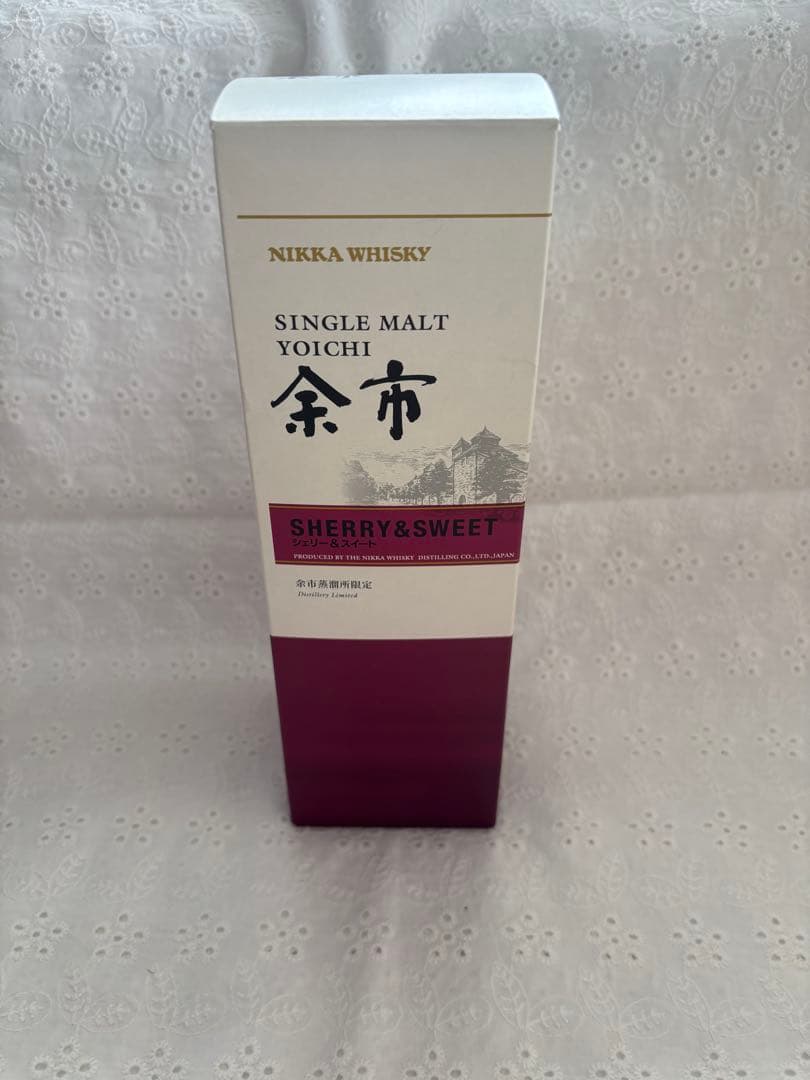 NIKKA WHISKY
SINGLE MALT
YOICHI
余市
SHERRY&SWEET
シェリー&スイート
PRODUCED BY THE NIKKA WHISKY DISTILLING CO.,LTD.,JAPAN
余市蒸溜所限定
Distillery Limited